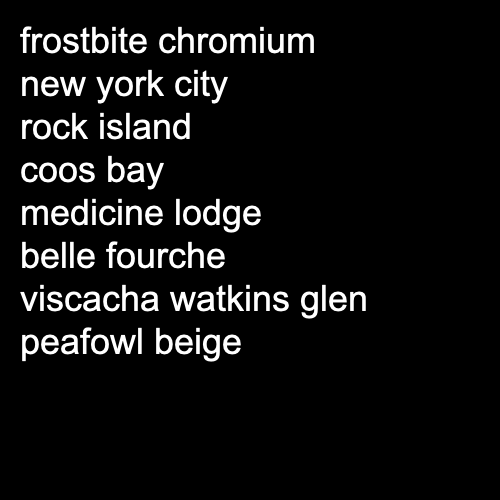 frostbite chromium
new york city
rock island
coos bay
medicine lodge
belle fourche
viscacha watkins glen
peafowl beige